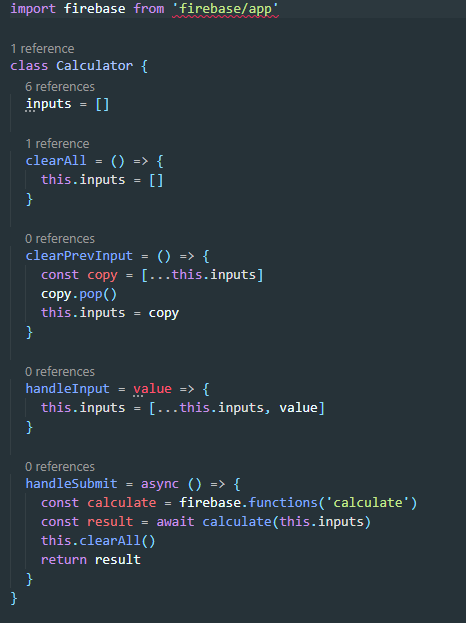 import firebase from 'firebase/app'
1 reference
class Calculator {
6 references
inputs = []
1 reference
clearAll = () => {
this.inputs = []
}
0 references
clearPrevInput = () => {
const copy = [...this.inputs]
copy.pop()
this.inputs = copy
}
0 references
handleInput = value => {
this.inputs = [...this.inputs, value]
}
0 references
handleSubmit = async () => {
const calculate = firebase.functions('calculate')
const result = await calculate(this.inputs)
this.clearAll()
return result
}
}